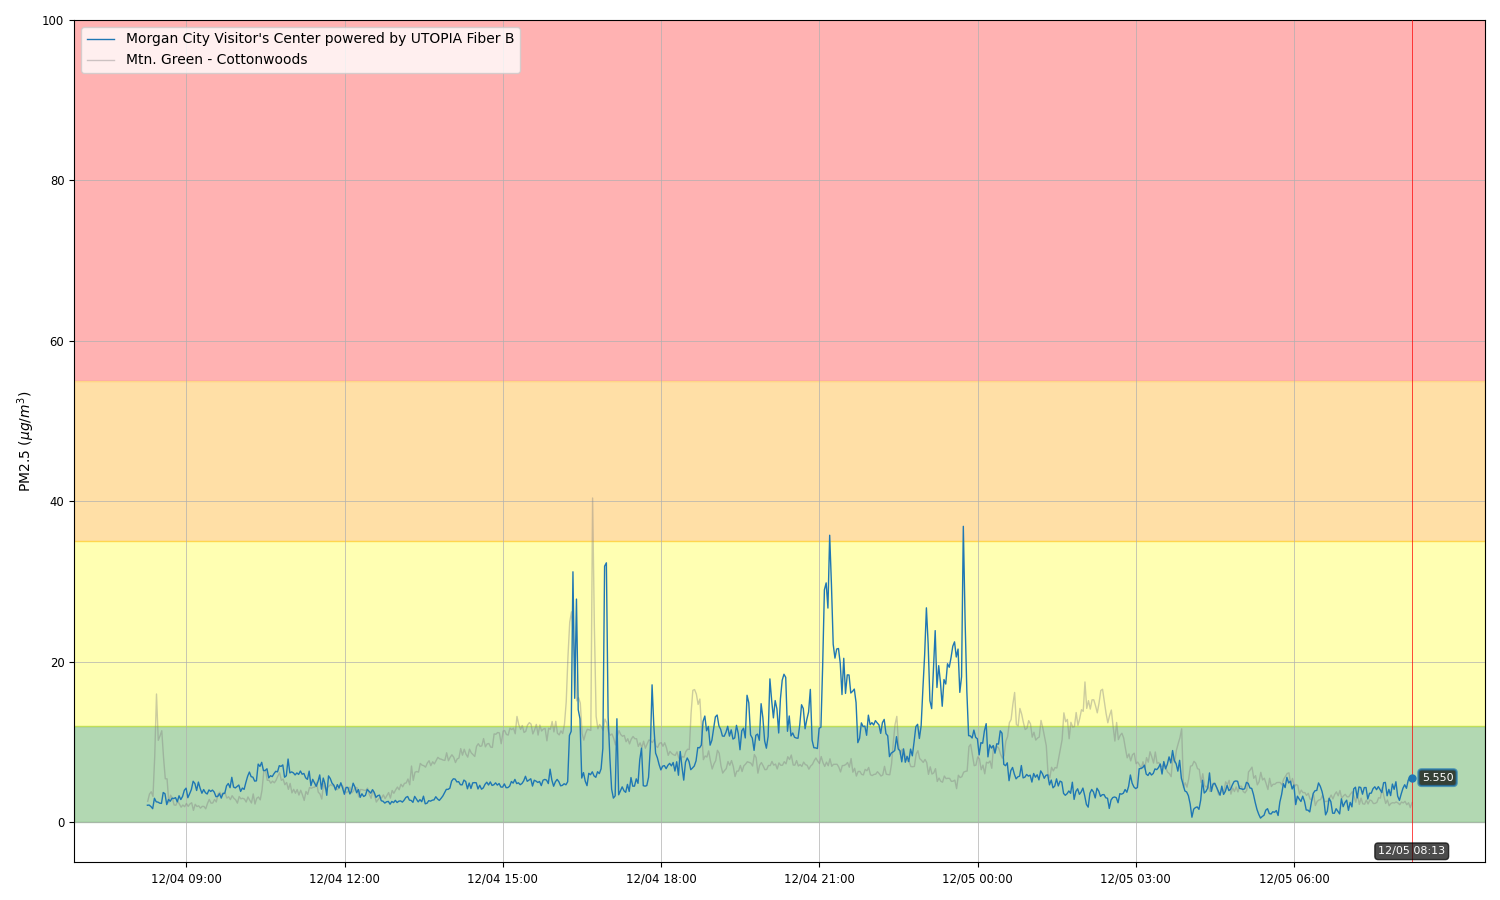 100
Morgan City Visitor's Center powered by UTOPIA Fiber B
Mtn. Green - Cottonwoods
80
60
40
20
0
PM2.5 (μg/m³)
5.550
12/05 08:13
12/04 09:00 12/04 12:00 12/04 15:00 12/04 18:00 12/04 21:00 12/05 00:00 12/05 03:00 12/05 06:00